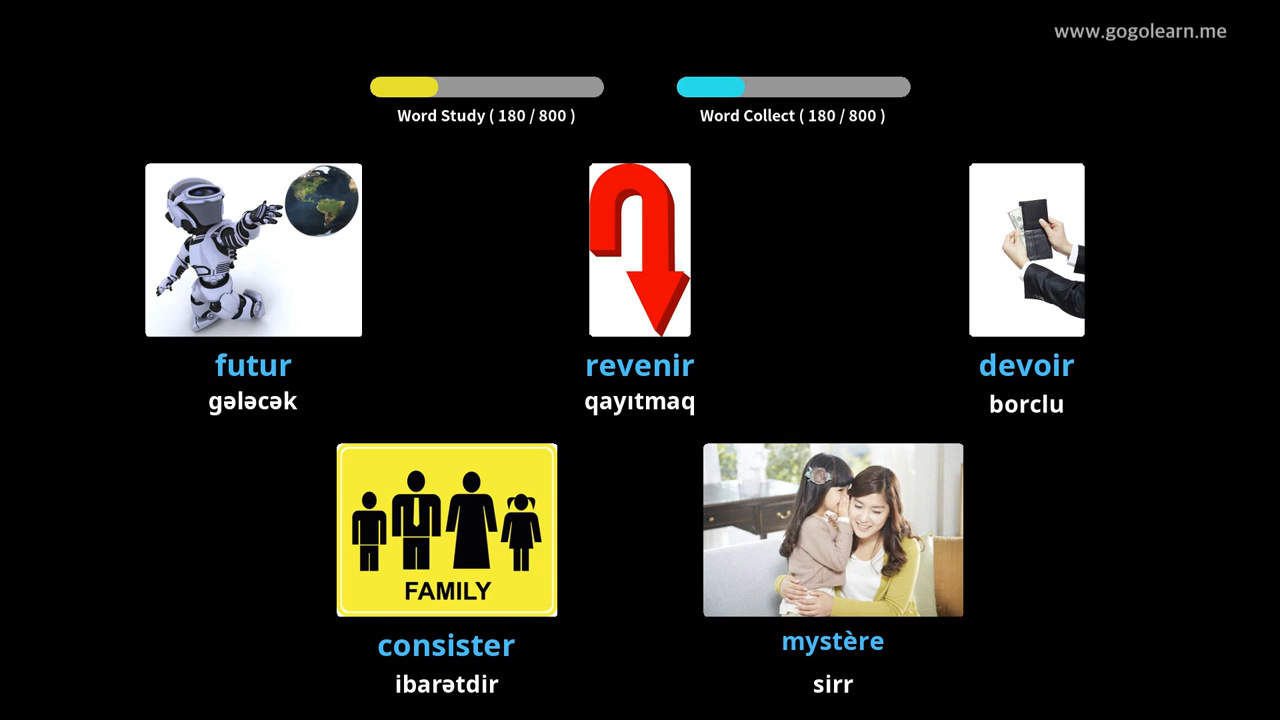 www.gogolearn.me
Word Study ( 180 / 800 )
Word Collect ( 180 / 800 )
futur
gələcək
revenir
qayıtmaq
devoir
borclu
FAMILY
consister
ibarətdir
mystère
sirr